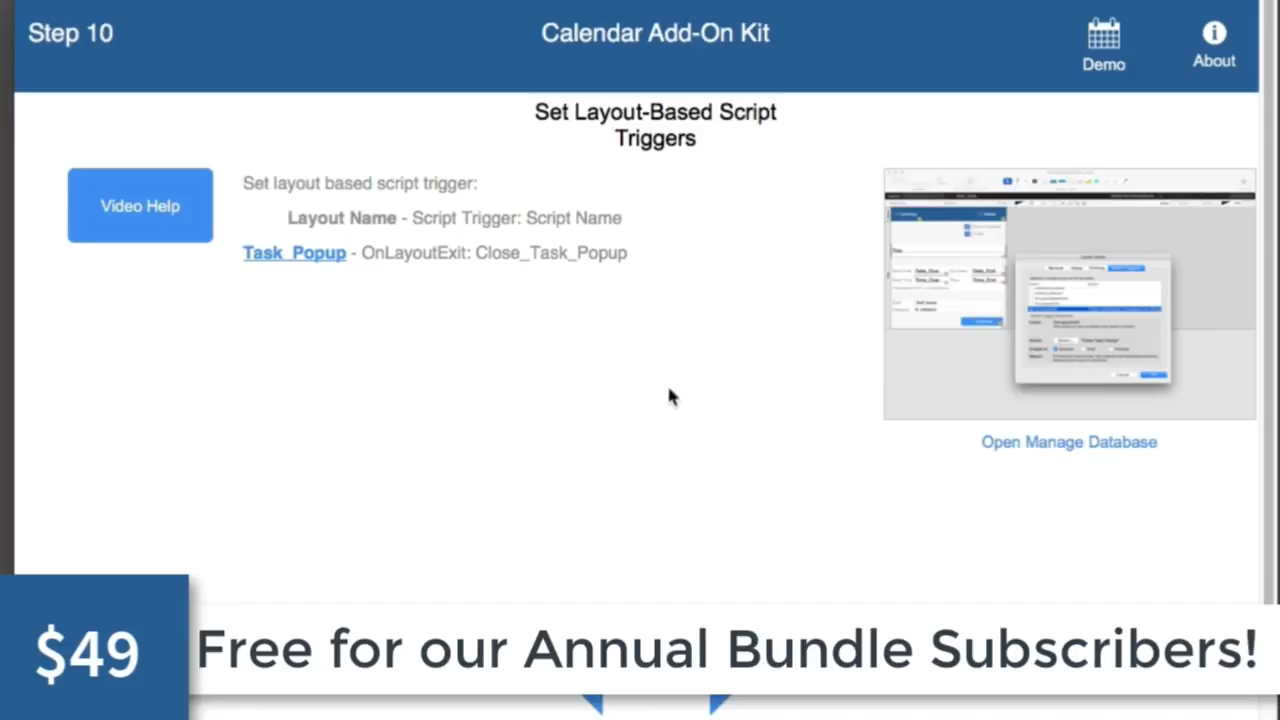 Step 10
Calendar Add-On Kit
Demo
About
Set Layout-Based Script
Triggers
Video Help
Set layout based script trigger:
Layout Name - Script Trigger: Script Name
Task_Popup - OnLayoutExit: Close_Task_Popup
Open Manage Database
$49
Free for our Annual Bundle Subscribers!